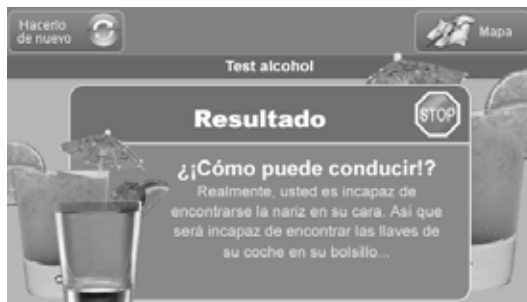 Hacerlo
de nuevo
Mapa
Test alcohol
Resultado
STOP
¿¡Cómo puede conducir!?
Realmente, usted es incapaz de
encontrarse la nariz en su cara. Así que
será incapaz de encontrar las llaves de
su coche en su bolsillo...